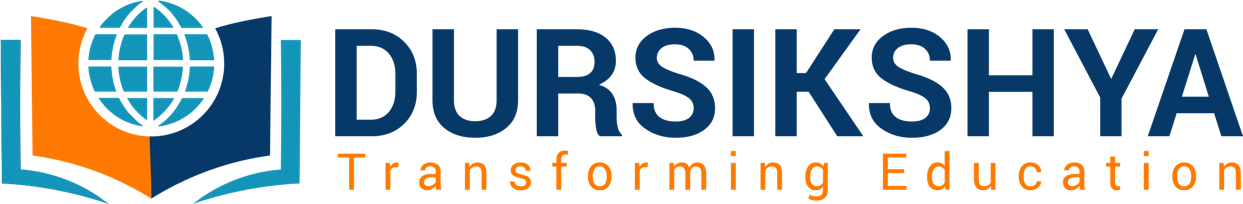 DURSIKSHYA
Transforming Education